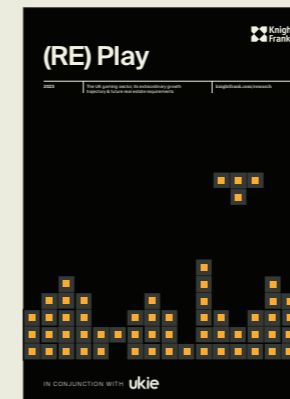 Knight
Frank
(RE) Play
2023
The UK gaming sector, its extraordinary growth
trajectory & future real estate requirements
knightfrank.com/research
IN CONJUNCTION WITH ukie